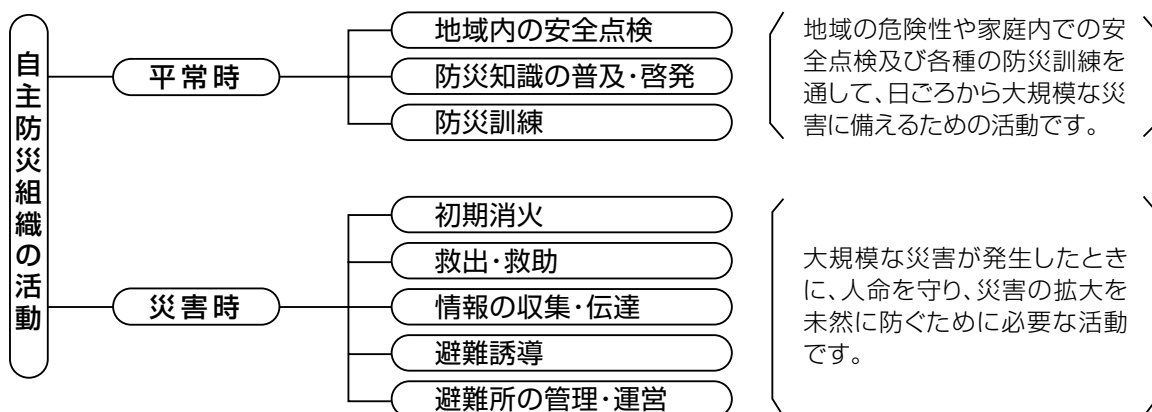 自主防災組織の活動
平常時
地域内の安全点検
防災知識の普及・啓発
防災訓練
地域の危険性や家庭内での安
全点検及び各種の防災訓練を
通して、日ごろから大規模な災
害に備えるための活動です。
災害時
初期消火
救出・救助
情報の収集・伝達
避難誘導
避難所の管理・運営
大規模な災害が発生したとき
に、人命を守り、災害の拡大を
未然に防ぐために必要な活動
です。